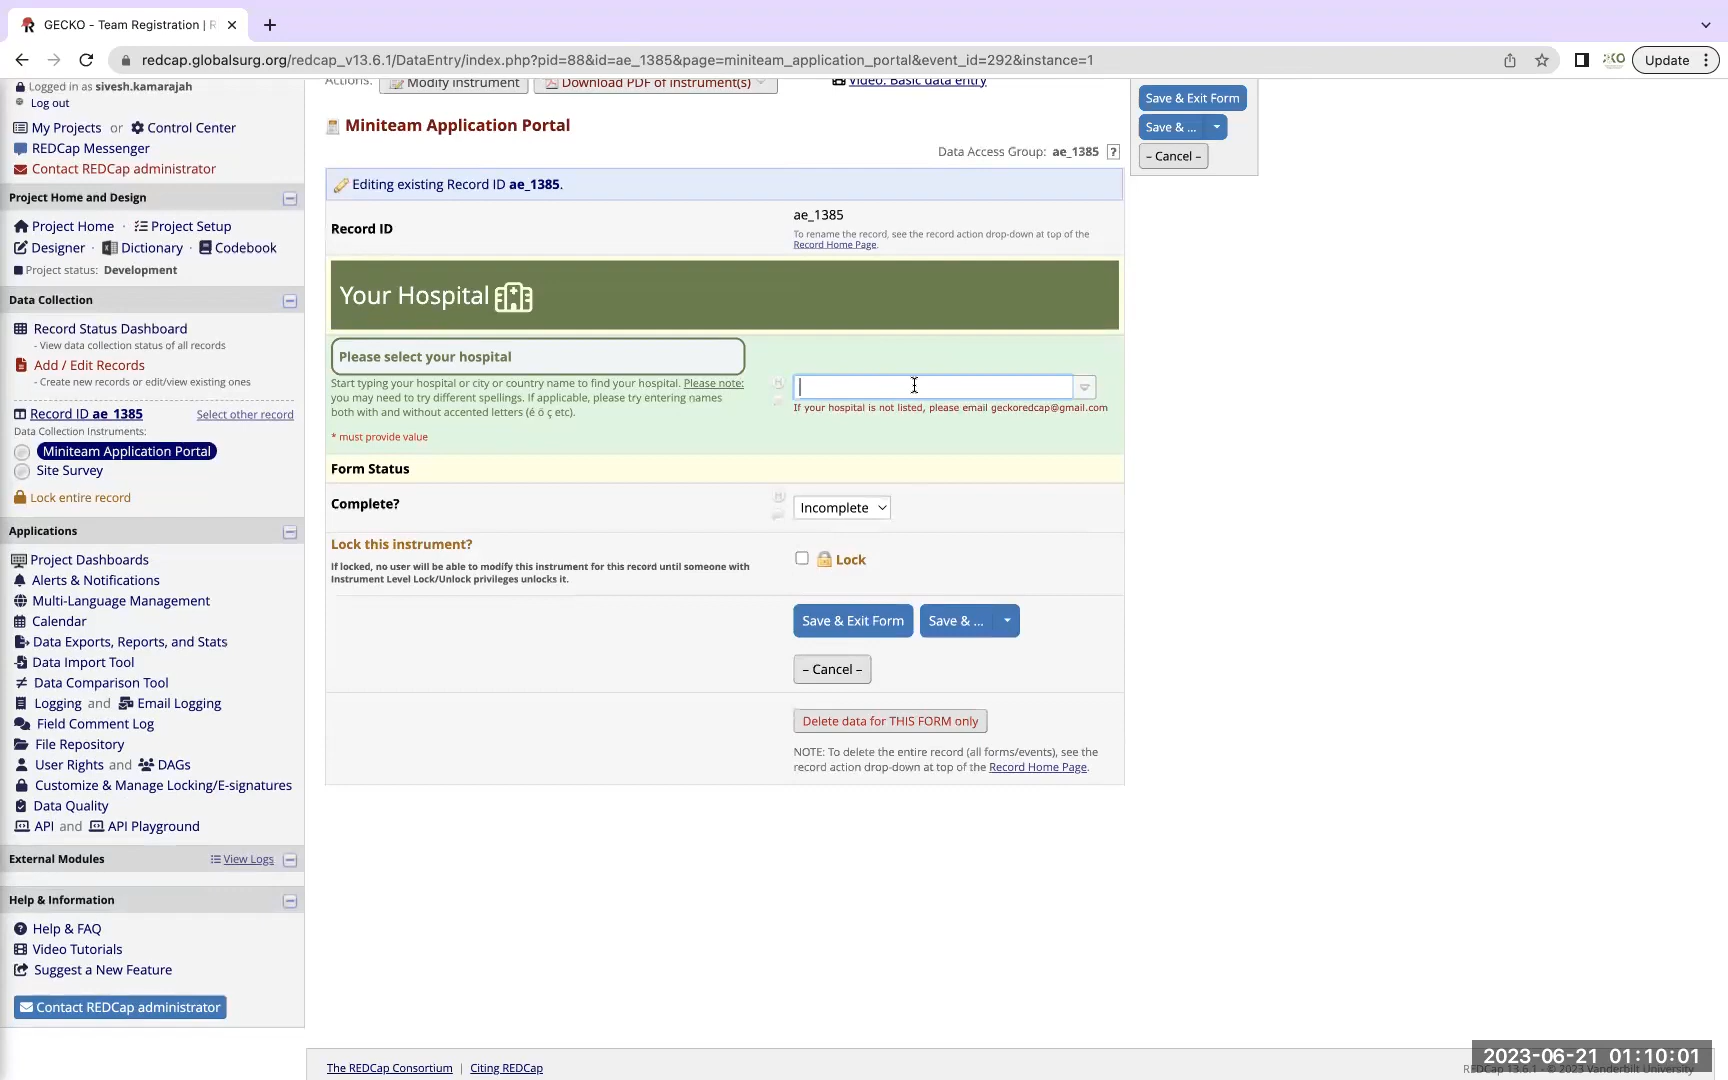 GECKO - Team Registration | R
redcap.globalsurg.org/redcap_v13.6.1/DataEntry/index.php?pid=88&id=ae_1385&page=miniteam_application_portal&event_id=292&instance=1
Update
Logged in as sivesh.kamarajah
Log out
My Projects or Control Center
REDCap Messenger
Contact REDCap administrator
Project Home and Design
Project Home · Project Setup
Designer · Dictionary · Codebook
Project status: Development
Data Collection
Record Status Dashboard
- View data collection status of all records
Add / Edit Records
- Create new records or edit/view existing ones
Record ID ae_1385 Select other record
Data Collection Instruments:
Miniteam Application Portal
Site Survey
Lock entire record
Applications
Project Dashboards
Alerts & Notifications
Multi-Language Management
Calendar
Data Exports, Reports, and Stats
Data Import Tool
Data Comparison Tool
Logging and Email Logging
Field Comment Log
File Repository
User Rights and DAGs
Customize & Manage Locking/E-signatures
Data Quality
API and API Playground
External Modules View Logs
Help & Information
Help & FAQ
Video Tutorials
Suggest a New Feature
Contact REDCap administrator
Actions: Modify instrument Download PDF of instrument(s) Video: Basic data entry
Miniteam Application Portal
Data Access Group: ae_1385 ?
Editing existing Record ID ae_1385.
Record ID
ae_1385
To rename the record, see the record action drop-down at top of the
Record Home Page.
Your Hospital
Please select your hospital
Start typing your hospital or city or country name to find your hospital. Please note:
you may need to try different spellings. If applicable, please try entering names
both with and without accented letters (é ö ç etc).
* must provide value
If your hospital is not listed, please email geckoredcap@gmail.com
Form Status
Complete?
Incomplete
Lock this instrument?
If locked, no user will be able to modify this instrument for this record until someone with
Instrument Level Lock/Unlock privileges unlocks it.
Lock
Save & Exit Form Save & ...
– Cancel –
Delete data for THIS FORM only
NOTE: To delete the entire record (all forms/events), see the
record action drop-down at top of the Record Home Page.
Save & Exit Form
Save & ...
– Cancel –
The REDCap Consortium | Citing REDCap
2023-06-21 01:10:01
REDCap 13.6.1 - © 2023 Vanderbilt University